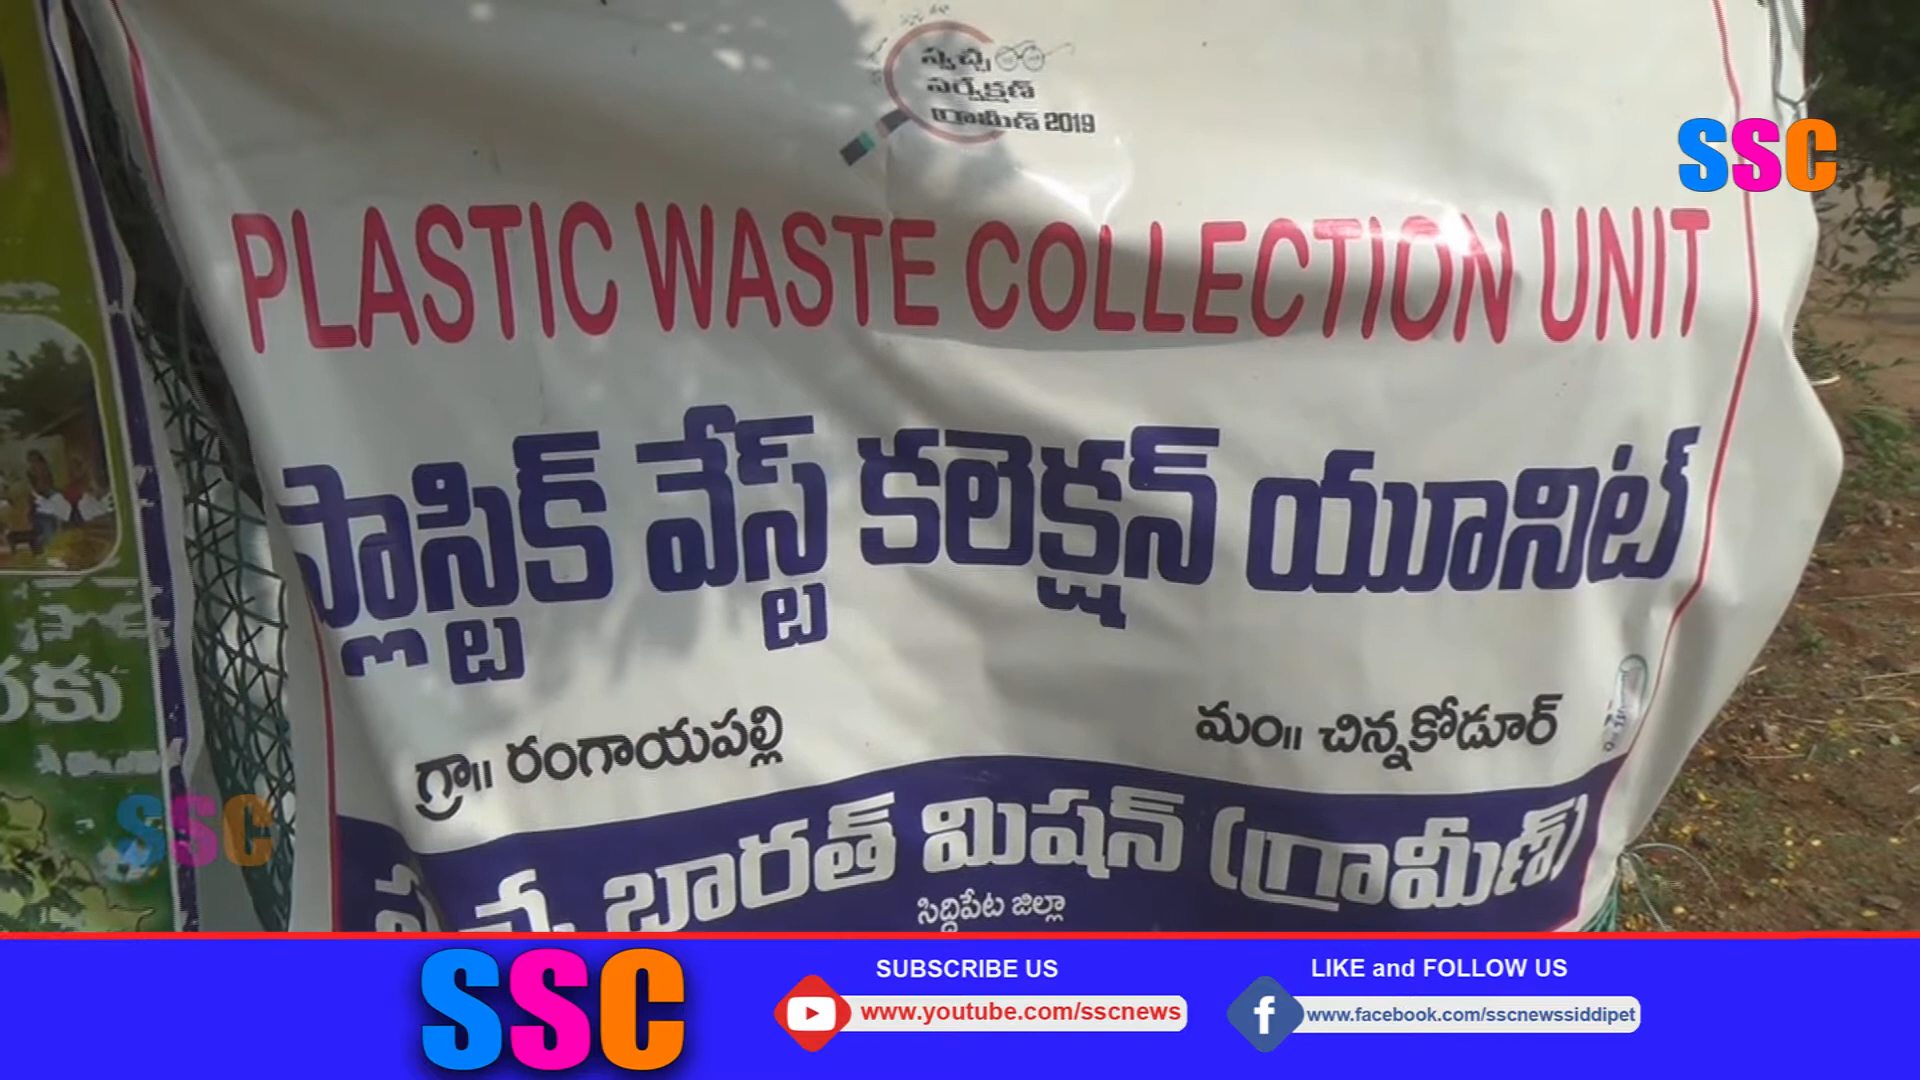 స్వచ్ఛ
సర్వేక్షణ్
గ్రామీణ్ 2019
SSC
PLASTIC WASTE COLLECTION UNIT
ప్లాస్టిక్ వేస్ట్ కలెక్షన్ యూనిట్
గ్రా॥ రంగాయపల్లి మం॥ చిన్నకోడూర్
స్వచ్ఛ భారత్ మిషన్ (గ్రామీణ్)
సిద్దిపేట జిల్లా
SSC
SSC
SUBSCRIBE US
www.youtube.com/sscnews
LIKE and FOLLOW US
www.facebook.com/sscnewssiddipet